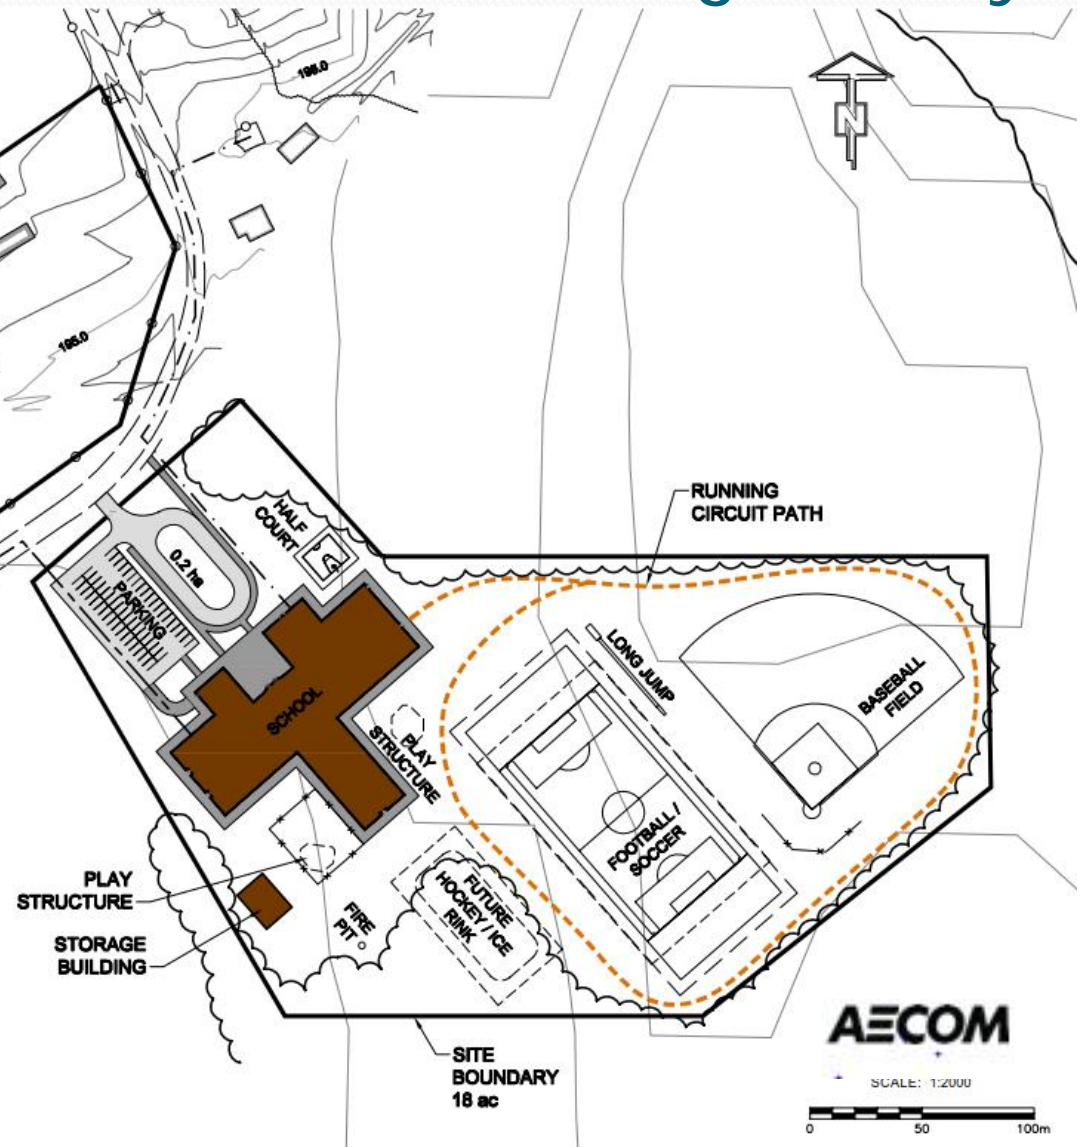 195.0
N
195.0
RUNNING
CIRCUIT PATH
HALF
COURT
0.2 ha
PARKING
LONG JUMP
BASEBALL
FIELD
SCHOOL
PLAY
STRUCTURE
FOOTBALL /
SOCCER
PLAY
STRUCTURE
FUTURE
HOCKEY / ICE
RINK
FIRE
PIT
STORAGE
BUILDING
AECOM
SITE
BOUNDARY
18 ac
SCALE: 1:2000
0 50 100m